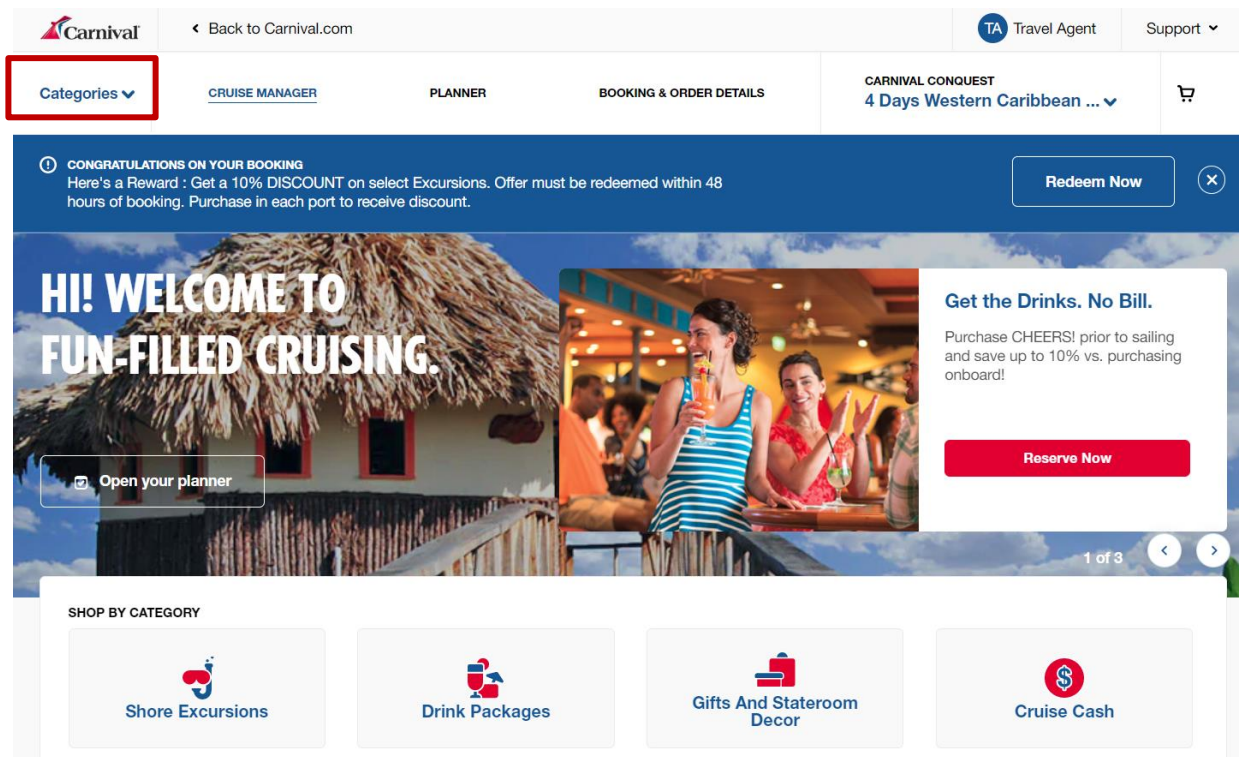 Carnival
Back to Carnival.com
TA Travel Agent
Support
Categories
CRUISE MANAGER
PLANNER
BOOKING & ORDER DETAILS
CARNIVAL CONQUEST
4 Days Western Caribbean ...
CONGRATULATIONS ON YOUR BOOKING
Here's a Reward : Get a 10% DISCOUNT on select Excursions. Offer must be redeemed within 48
hours of booking. Purchase in each port to receive discount.
Redeem Now
HI! WELCOME TO
FUN-FILLED CRUISING.
Open your planner
Get the Drinks. No Bill.
Purchase CHEERS! prior to sailing
and save up to 10% vs. purchasing
onboard!
Reserve Now
1 of 3
SHOP BY CATEGORY
Shore Excursions
Drink Packages
Gifts And Stateroom
Decor
$
Cruise Cash